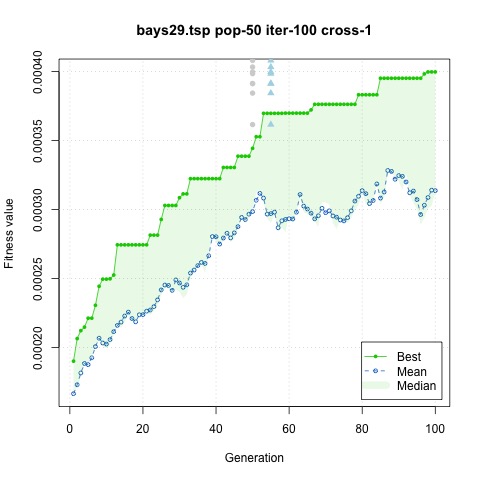 bays29.tsp pop-50 iter-100 cross-1
Fitness value
0.00040
0.00035
0.00030
0.00025
0.00020
Best
Mean
Median
0 20 40 60 80 100
Generation